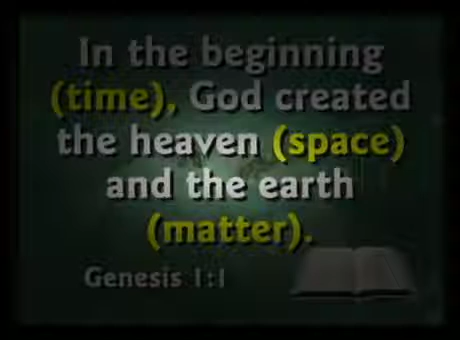 In the beginning
(time), God created
the heaven (space)
and the earth
(matter).
Genesis 1:1